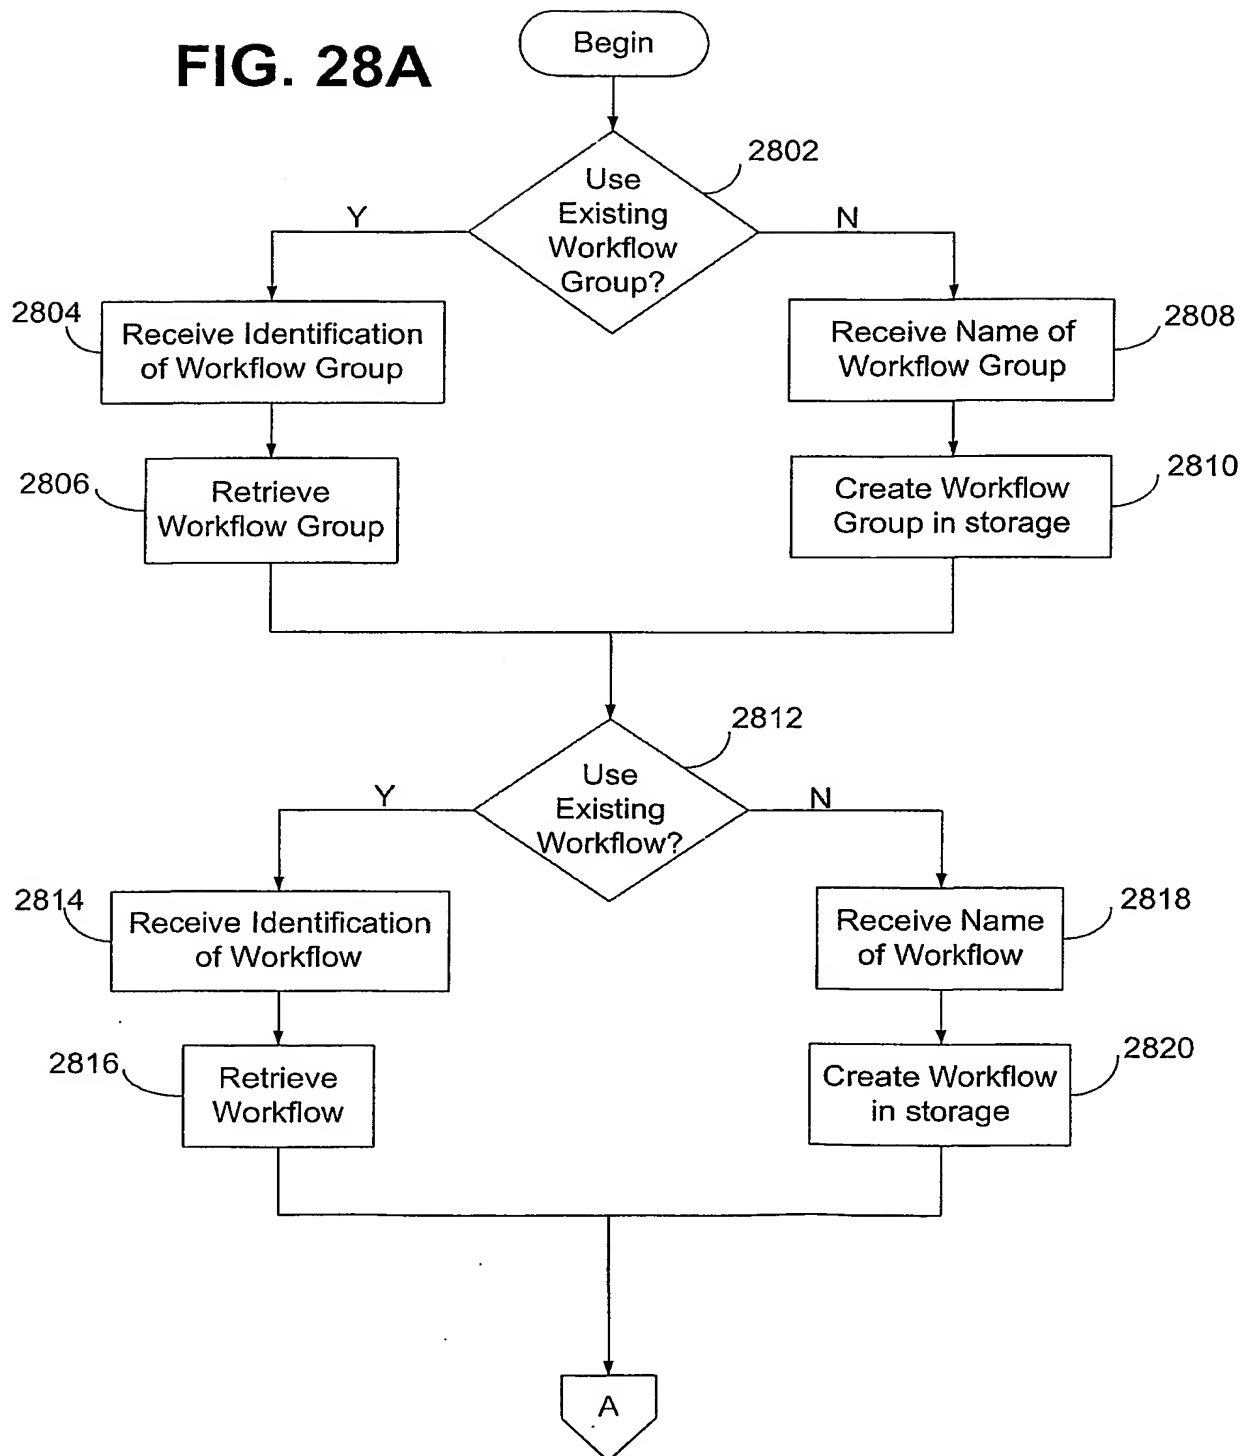 FIG. 28A
Begin
2802
Use
Existing
Workflow
Group?
Y
N
2804
Receive Identification
of Workflow Group
2808
Receive Name of
Workflow Group
2806
Retrieve
Workflow Group
2810
Create Workflow
Group in storage
2812
Use
Existing
Workflow?
Y
N
2814
Receive Identification
of Workflow
2818
Receive Name
of Workflow
2816
Retrieve
Workflow
2820
Create Workflow
in storage
A